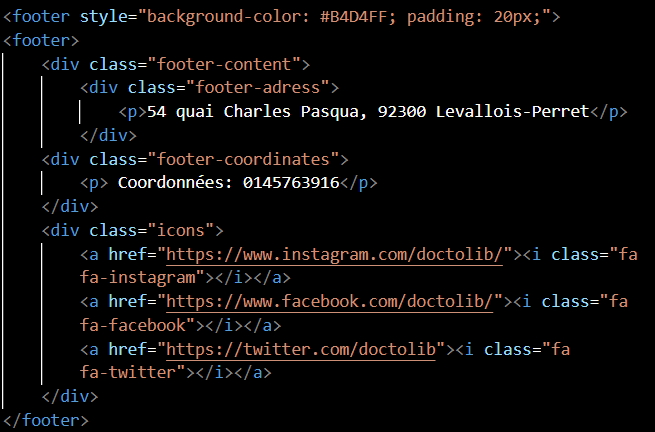 <footer style="background-color: #B4D4FF; padding: 20px;">
<footer>
<div class="footer-content">
<div class="footer-adress">
<p>54 quai Charles Pasqua, 92300 Levallois-Perret</p>
</div>
<div class="footer-coordinates">
<p> Coordonnées: 0145763916</p>
</div>
<div class="icons">
<a href="https://www.instagram.com/doctolib/"><i class="fa
fa-instagram"></i></a>
<a href="https://www.facebook.com/doctolib/"><i class="fa
fa-facebook"></i></a>
<a href="https://twitter.com/doctolib"><i class="fa
fa-twitter"></i></a>
</div>
</footer>